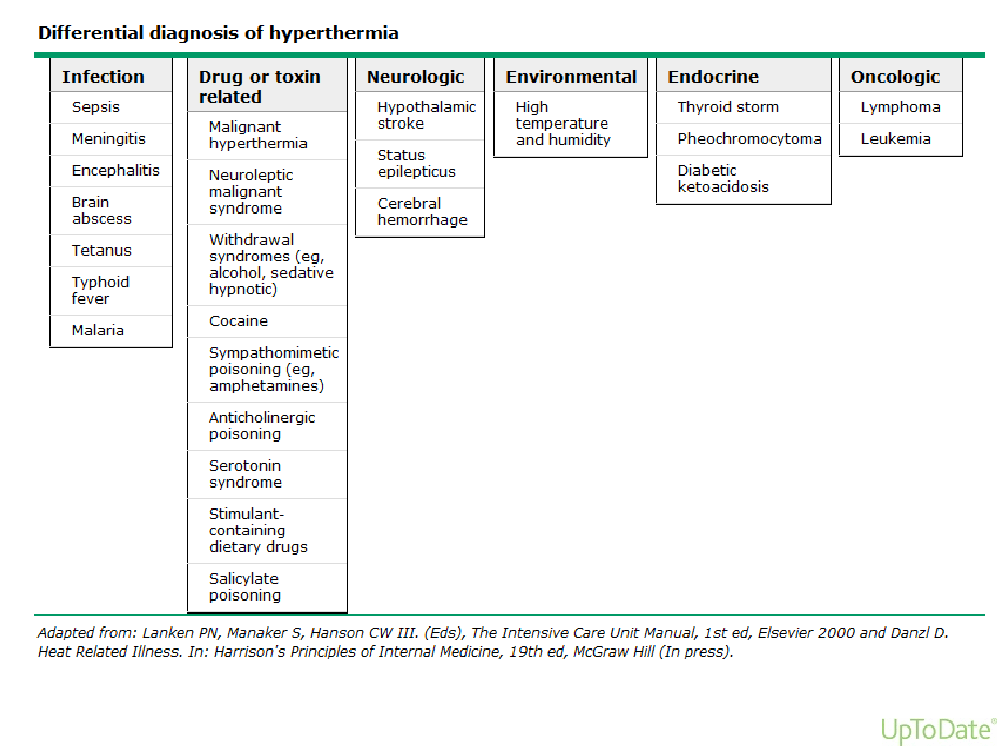 Differential diagnosis of hyperthermia
Infection
Sepsis
Meningitis
Encephalitis
Brain
abscess
Tetanus
Typhoid
fever
Malaria
Drug or toxin
related
Malignant
hyperthermia
Neuroleptic
malignant
syndrome
Withdrawal
syndromes (eg,
alcohol, sedative
hypnotic)
Cocaine
Sympathomimetic
poisoning (eg,
amphetamines)
Anticholinergic
poisoning
Serotonin
syndrome
Stimulant-
containing
dietary drugs
Salicylate
poisoning
Neurologic
Hypothalamic
stroke
Status
epilepticus
Cerebral
hemorrhage
Environmental
High
temperature
and humidity
Endocrine
Thyroid storm
Pheochromocytoma
Diabetic
ketoacidosis
Oncologic
Lymphoma
Leukemia
Adapted from: Lanken PN, Manaker S, Hanson CW III. (Eds), The Intensive Care Unit Manual, 1st ed, Elsevier 2000 and Danzl D.
Heat Related Illness. In: Harrison's Principles of Internal Medicine, 19th ed, McGraw Hill (In press).
UpToDate®